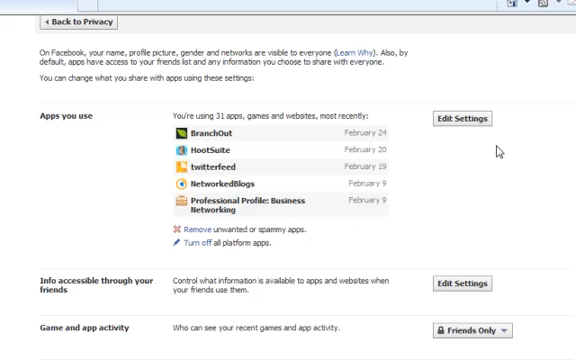 Back to Privacy
On Facebook, your name, profile picture, gender and networks are visible to everyone (Learn Why). Also, by
default, apps have access to your friends list and any information you choose to share with everyone.
You can change what you share with apps using these settings:
Apps you use
You're using 31 apps, games and websites, most recently:
Edit Settings
BranchOut February 24
HootSuite February 20
twitterfeed February 19
NetworkedBlogs February 9
Professional Profile: Business February 9
Networking
Remove unwanted or spammy apps.
Turn off all platform apps.
Info accessible through your
friends
Control what information is available to apps and websites when
your friends use them.
Edit Settings
Game and app activity
Who can see your recent games and app activity.
Friends Only